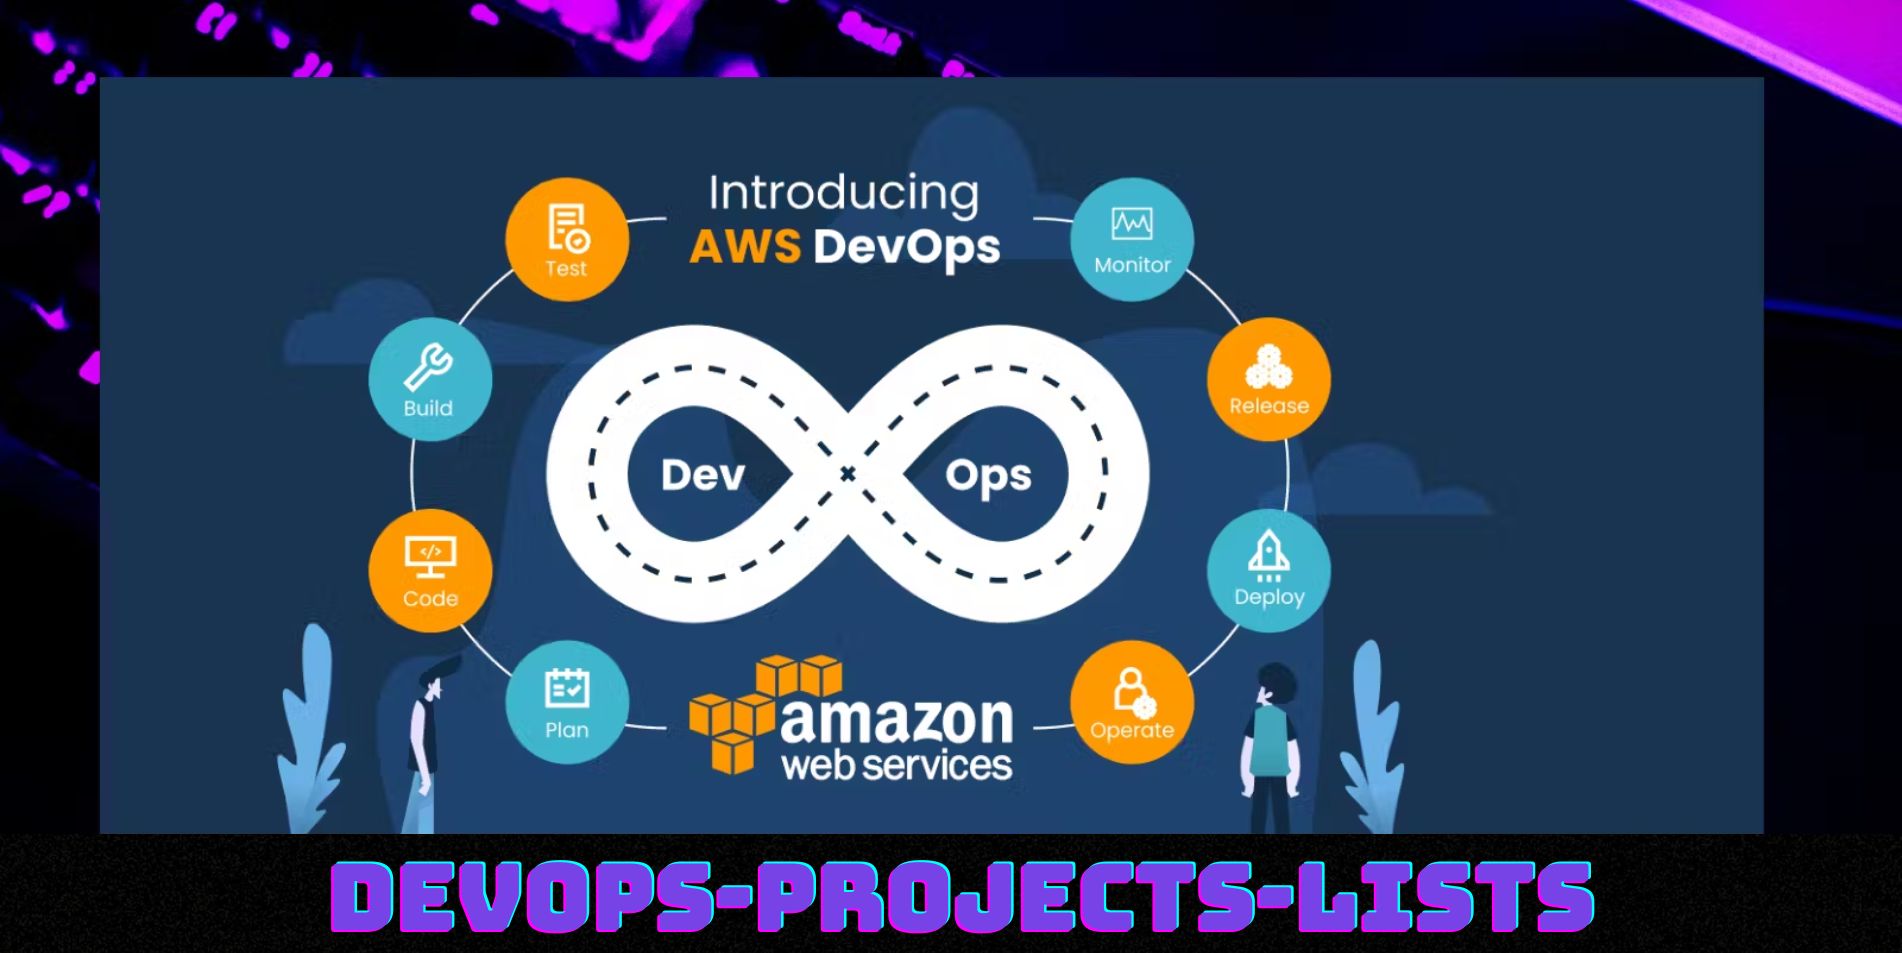 Introducing
AWS DevOps
Test
Monitor
Build
Release
Dev
Ops
</>
Code
Deploy
Plan
Operate
amazon
web services
DEVOPS-PROJECTS-LISTS